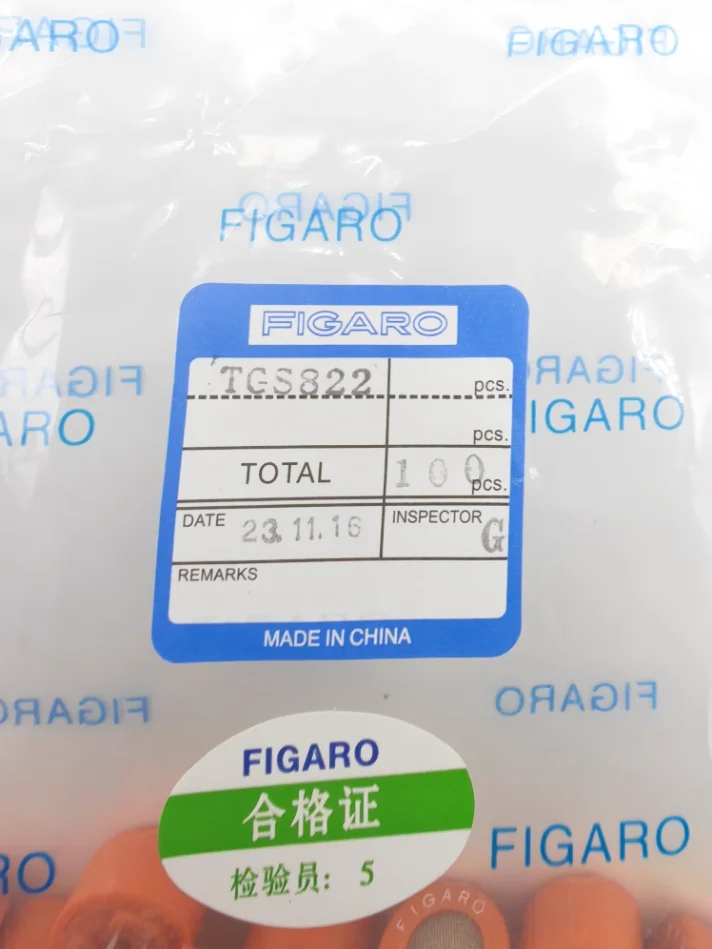 FIGARO
FIGARO
FIGARO
TGS822 pcs.
pcs.
TOTAL 100 pcs.
DATE 23.11.16 INSPECTOR G
REMARKS
MADE IN CHINA
FIGARO
FIGARO
合格证
检验员: 5
FIGARO
FIGARO